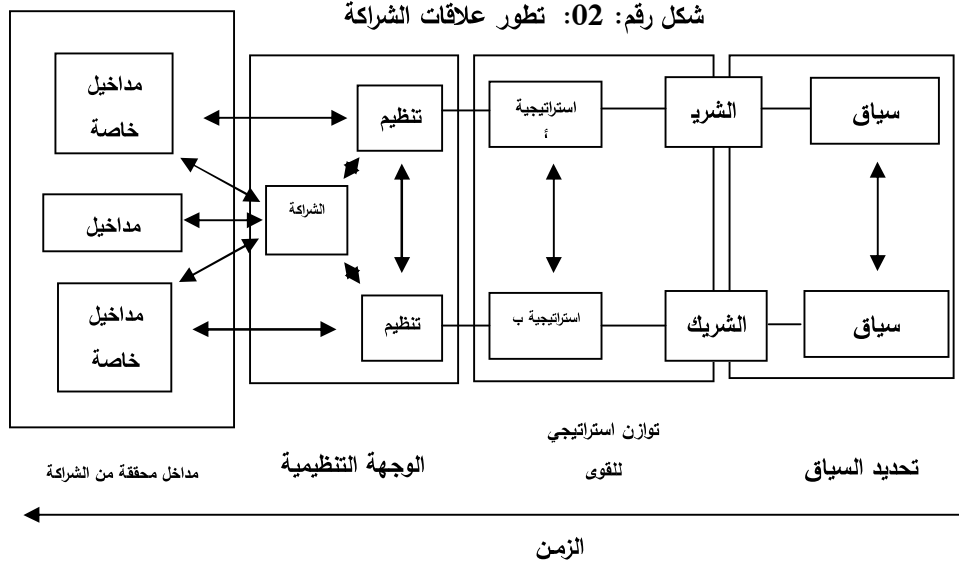 شكل رقم: 02: تطور علاقات الشراكة
سياق
الشريـ
استراتيجية
أ
تنظيم
مداخيل
خاصة
الشراكة
مداخيل
سياق
الشريك
استراتيجية ب
تنظيم
مداخيل
خاصة
تحديد السياق
توازن استراتيجي
للقوى
الوجهة التنظيمية
مداخل محققة من الشراكة
الزمن